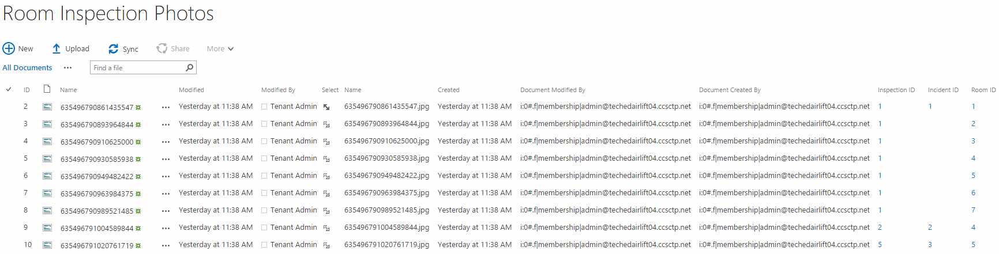 Room Inspection Photos
New Upload Sync Share More
All Documents ... Find a file
ID Name Modified Modified By Select Name Created Document Modified By Document Created By Inspection ID Incident ID Room ID
2 635496790861435547 ... Yesterday at 11:38 AM Tenant Admin 635496790861435547.jpg Yesterday at 11:38 AM i:0#.f|membership|admin@techedairlift04.ccsctp.net i:0#.f|membership|admin@techedairlift04.ccsctp.net 1 1 1
3 635496790893964844 ... Yesterday at 11:38 AM Tenant Admin 635496790893964844.jpg Yesterday at 11:38 AM i:0#.f|membership|admin@techedairlift04.ccsctp.net i:0#.f|membership|admin@techedairlift04.ccsctp.net 1 2
4 635496790910625000 ... Yesterday at 11:38 AM Tenant Admin 635496790910625000.jpg Yesterday at 11:38 AM i:0#.f|membership|admin@techedairlift04.ccsctp.net i:0#.f|membership|admin@techedairlift04.ccsctp.net 1 3
5 635496790930585938 ... Yesterday at 11:38 AM Tenant Admin 635496790930585938.jpg Yesterday at 11:38 AM i:0#.f|membership|admin@techedairlift04.ccsctp.net i:0#.f|membership|admin@techedairlift04.ccsctp.net 1 4
6 635496790949482422 ... Yesterday at 11:38 AM Tenant Admin 635496790949482422.jpg Yesterday at 11:38 AM i:0#.f|membership|admin@techedairlift04.ccsctp.net i:0#.f|membership|admin@techedairlift04.ccsctp.net 1 5
7 635496790963984375 ... Yesterday at 11:38 AM Tenant Admin 635496790963984375.jpg Yesterday at 11:38 AM i:0#.f|membership|admin@techedairlift04.ccsctp.net i:0#.f|membership|admin@techedairlift04.ccsctp.net 1 6
8 635496790989521485 ... Yesterday at 11:38 AM Tenant Admin 635496790989521485.jpg Yesterday at 11:38 AM i:0#.f|membership|admin@techedairlift04.ccsctp.net i:0#.f|membership|admin@techedairlift04.ccsctp.net 1 7
9 635496791004589844 ... Yesterday at 11:38 AM Tenant Admin 635496791004589844.jpg Yesterday at 11:38 AM i:0#.f|membership|admin@techedairlift04.ccsctp.net i:0#.f|membership|admin@techedairlift04.ccsctp.net 2 2 4
10 635496791020761719 ... Yesterday at 11:38 AM Tenant Admin 635496791020761719.jpg Yesterday at 11:38 AM i:0#.f|membership|admin@techedairlift04.ccsctp.net i:0#.f|membership|admin@techedairlift04.ccsctp.net 5 3 5